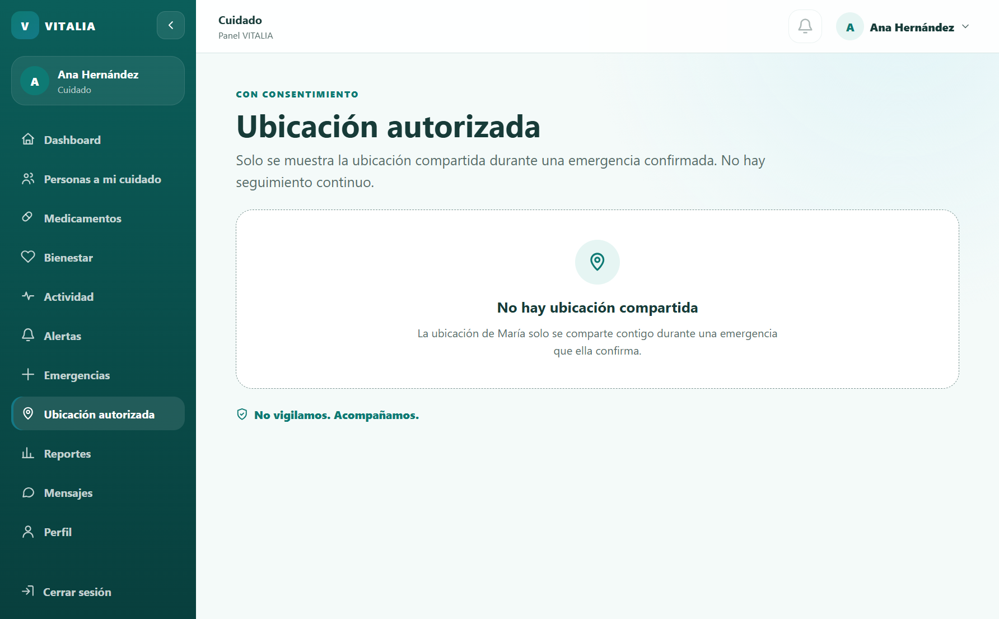 V VITALIA
A
Ana Hernández
Cuidado
Dashboard
Personas a mi cuidado
Medicamentos
Bienestar
Actividad
Alertas
Emergencias
Ubicación autorizada
Reportes
Mensajes
Perfil
Cerrar sesión
Cuidado
Panel VITALIA
A Ana Hernández
CON CONSENTIMIENTO
Ubicación autorizada
Solo se muestra la ubicación compartida durante una emergencia confirmada. No hay
seguimiento continuo.
No hay ubicación compartida
La ubicación de María solo se comparte contigo durante una emergencia
que ella confirma.
No vigilamos. Acompañamos.